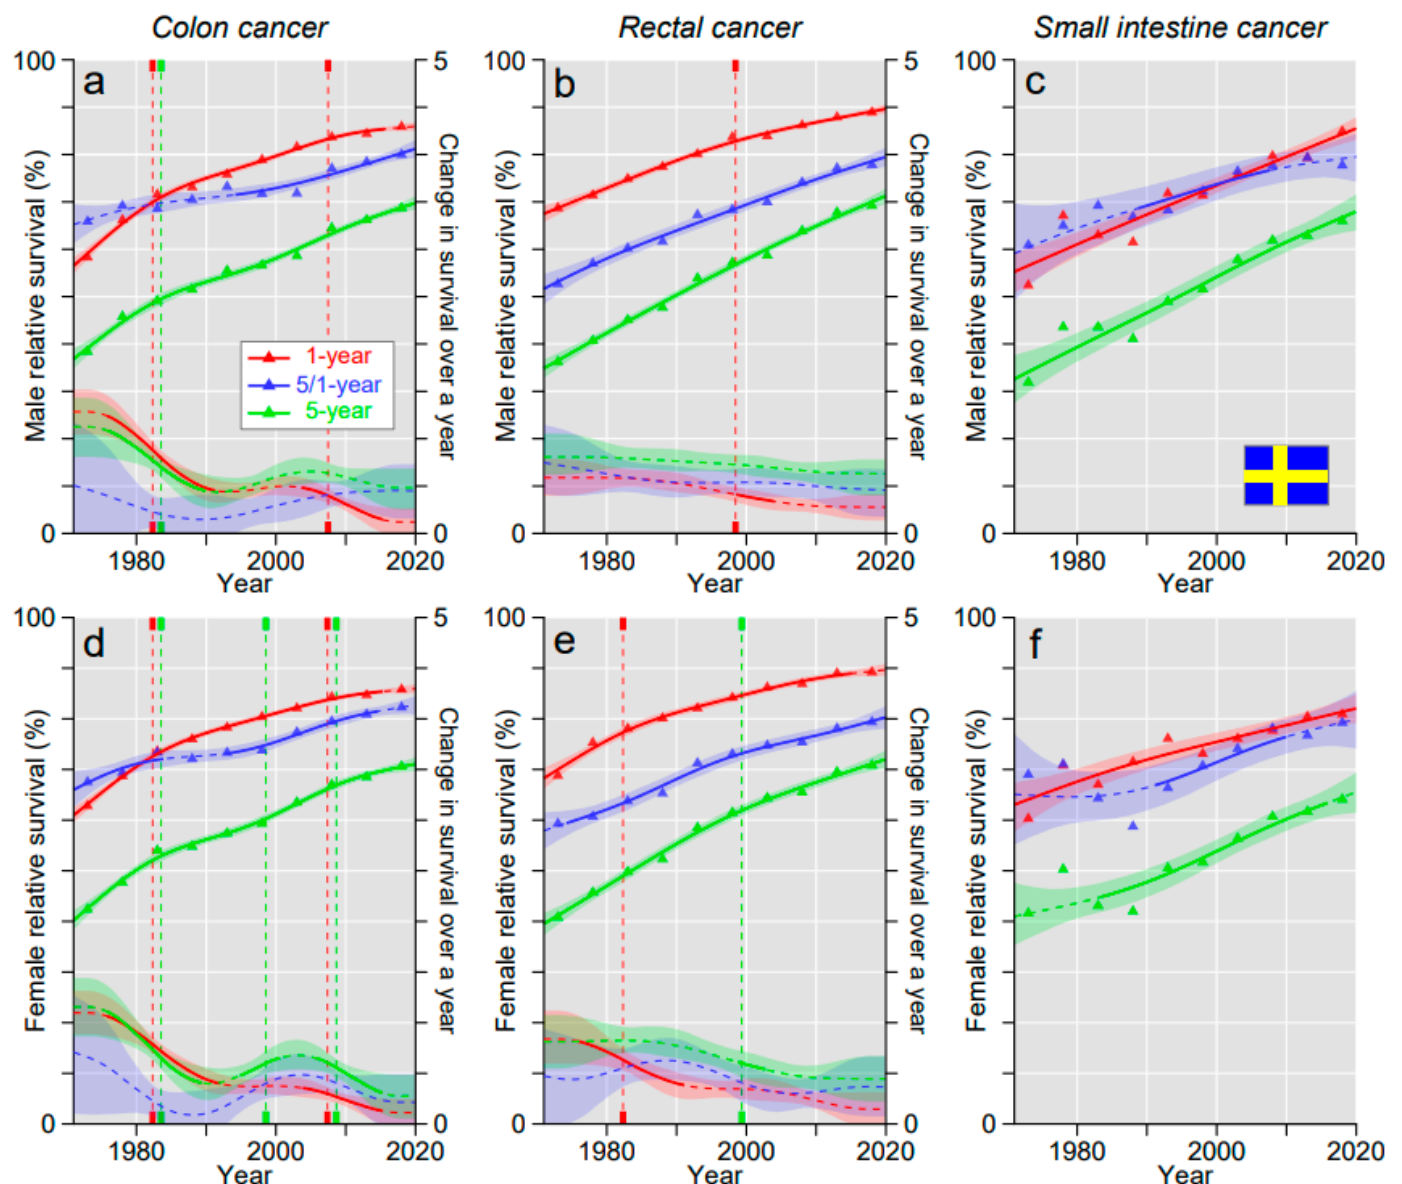 Colon cancer
Rectal cancer
Small intestine cancer
100
a
5
Male relative survival (%)
Change in survival over a year
1-year
5/1-year
5-year
0
0
1980
2000
2020
Year
100
b
5
Male relative survival (%)
Change in survival over a year
0
0
1980
2000
2020
Year
100
c
Male relative survival (%)
0
1980
2000
2020
Year
100
d
5
Female relative survival (%)
Change in survival over a year
0
0
1980
2000
2020
Year
100
e
5
Female relative survival (%)
Change in survival over a year
0
0
1980
2000
2020
Year
100
f
Female relative survival (%)
0
1980
2000
2020
Year